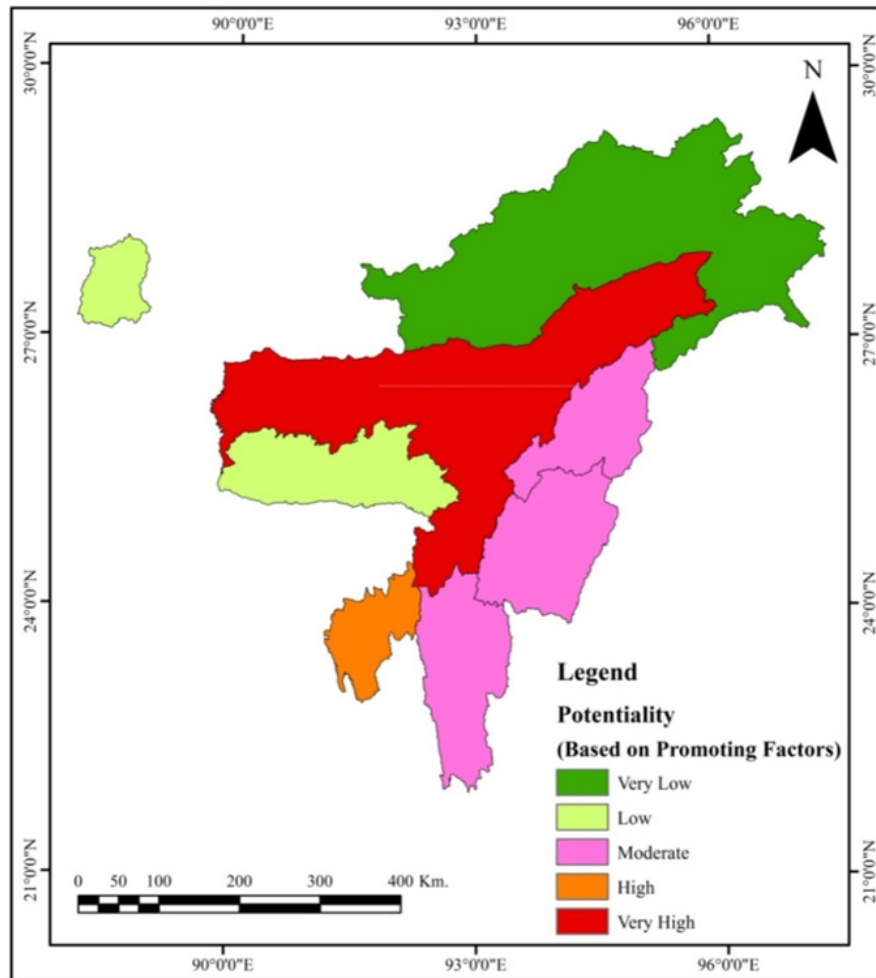 90°0'0"E 93°0'0"E 96°0'0"E
30°0'0"N 30°0'0"N
N
27°0'0"N 27°0'0"N
24°0'0"N 24°0'0"N
Legend
Potentiality
(Based on Promoting Factors)
Very Low
Low
Moderate
High
Very High
21°0'0"N 21°0'0"N
0 50 100 200 300 400 Km.
90°0'0"E 93°0'0"E 96°0'0"E